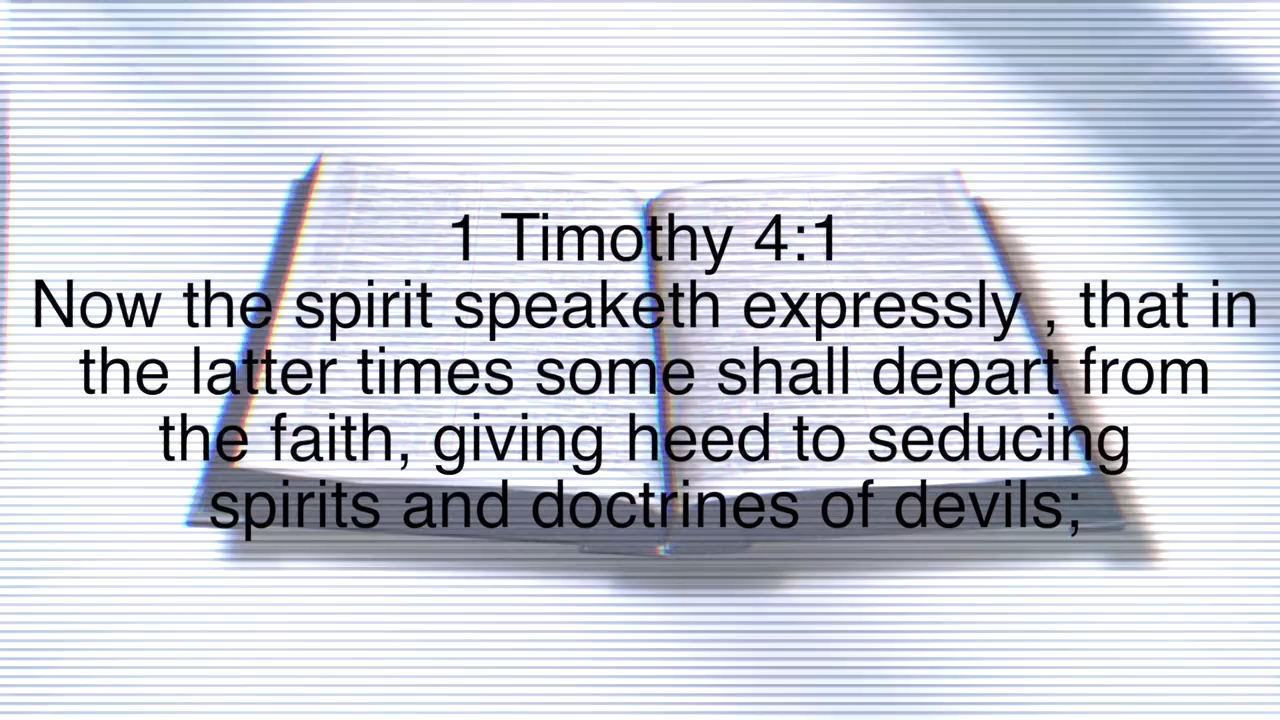 1 Timothy 4:1
Now the spirit speaketh expressly , that in
the latter times some shall depart from
the faith, giving heed to seducing
spirits and doctrines of devils;